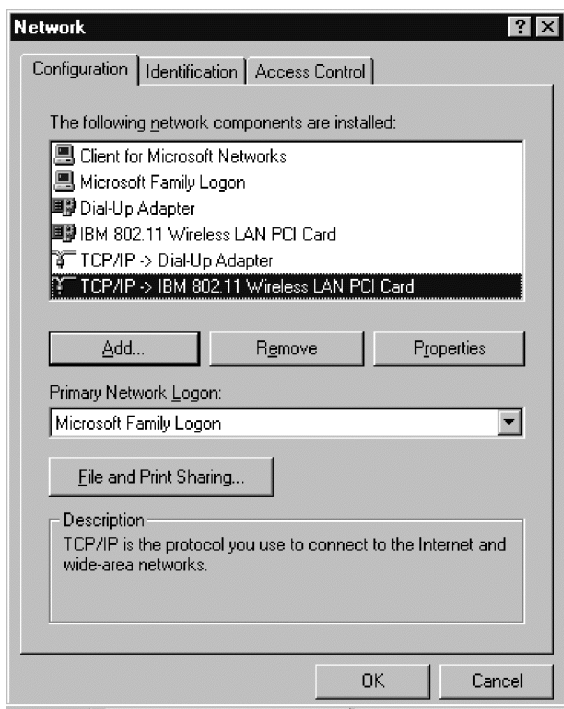 Network
Configuration Identification Access Control
The following network components are installed:
Client for Microsoft Networks
Microsoft Family Logon
Dial-Up Adapter
IBM 802.11 Wireless LAN PCI Card
TCP/IP -> Dial-Up Adapter
TCP/IP -> IBM 802.11 Wireless LAN PCI Card
Add... Remove Properties
Primary Network Logon:
Microsoft Family Logon
File and Print Sharing...
Description
TCP/IP is the protocol you use to connect to the Internet and
wide-area networks.
OK Cancel